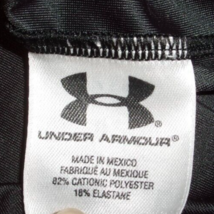 UNDER ARMOUR®
MADE IN MEXICO
FABRIQUÉ AU MEXIQUE
82% CATIONIC POLYESTER
18% ELASTANE